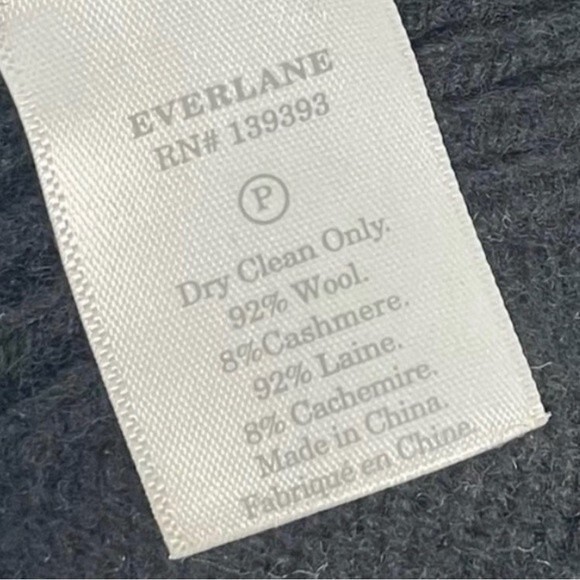 EVERLANE
RN# 139393
P
Dry Clean Only.
92% Wool.
8%Cashmere.
92% Laine.
8% Cachemire.
Made in China.
Fabriqué en Chine.